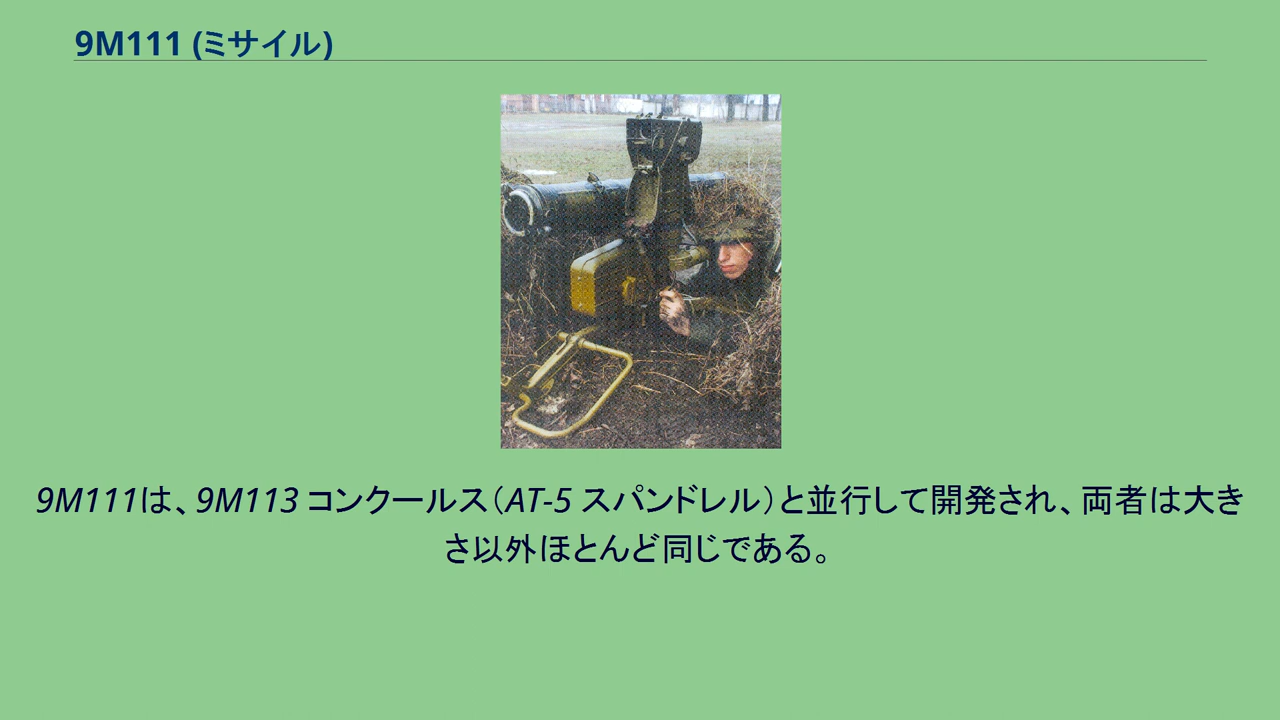 9M111 (ミサイル)
9M111は、9M113 コンクールス（AT-5 スパンドレル）と並行して開発され、両者は大き
さ以外ほとんど同じである。